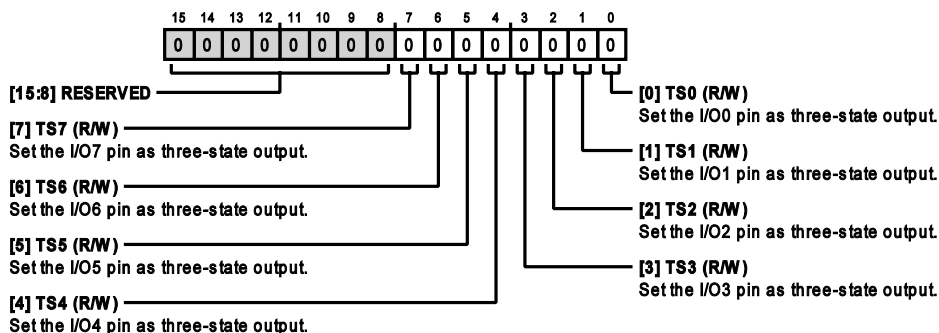 15 14 13 12 11 10 9 8 7 6 5 4 3 2 1 0
0 0 0 0 0 0 0 0 0 0 0 0 0 0 0 0
[15:8] RESERVED
[7] TS7 (R/W)
Set the I/O7 pin as three-state output.
[6] TS6 (R/W)
Set the I/O6 pin as three-state output.
[5] TS5 (R/W)
Set the I/O5 pin as three-state output.
[4] TS4 (R/W)
Set the I/O4 pin as three-state output.
[0] TS0 (R/W)
Set the I/O0 pin as three-state output.
[1] TS1 (R/W)
Set the I/O1 pin as three-state output.
[2] TS2 (R/W)
Set the I/O2 pin as three-state output.
[3] TS3 (R/W)
Set the I/O3 pin as three-state output.